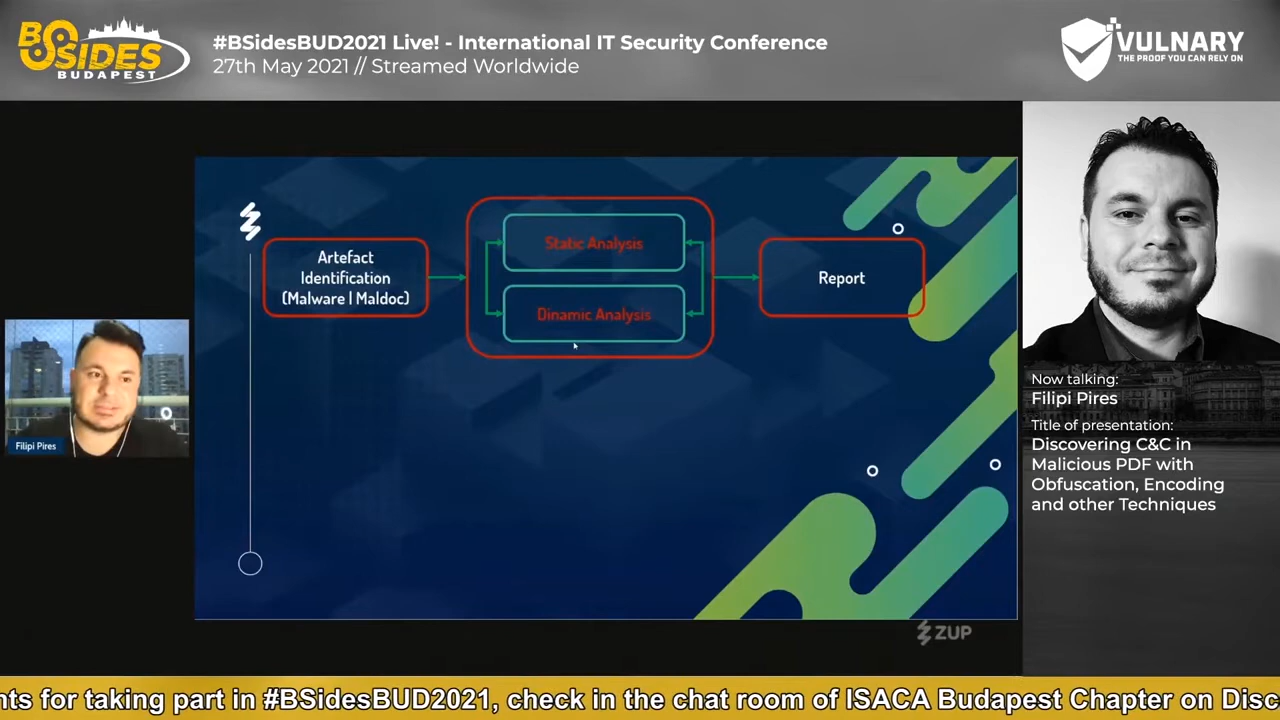 BSIDES
BUDAPEST
#BSidesBUD2021 Live! - International IT Security Conference
27th May 2021 // Streamed Worldwide
VULNARY
THE PROOF YOU CAN RELY ON
Artefact
Identification
(Malware | Maldoc)
Static Analysis
Dinamic Analysis
Report
Filipi Pires
ZUP
Now talking:
Filipi Pires
Title of presentation:
Discovering C&C in
Malicious PDF with
Obfuscation, Encoding
and other Techniques
nts for taking part in #BSidesBUD2021, check in the chat room of ISACA Budapest Chapter on Disc